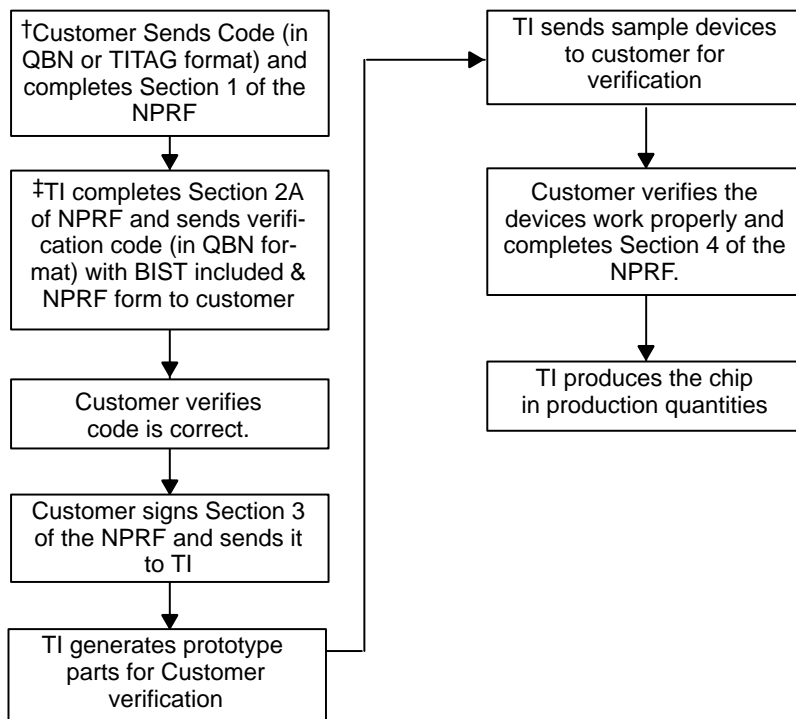 †Customer Sends Code (in
QBN or TITAG format) and
completes Section 1 of the
NPRF
‡TI completes Section 2A
of NPRF and sends verifi-
cation code (in QBN for-
mat) with BIST included &
NPRF form to customer
Customer verifies
code is correct.
Customer signs Section 3
of the NPRF and sends it
to TI
TI generates prototype
parts for Customer
verification
TI sends sample devices
to customer for
verification
Customer verifies the
devices work properly and
completes Section 4 of the
NPRF.
TI produces the chip
in production quantities